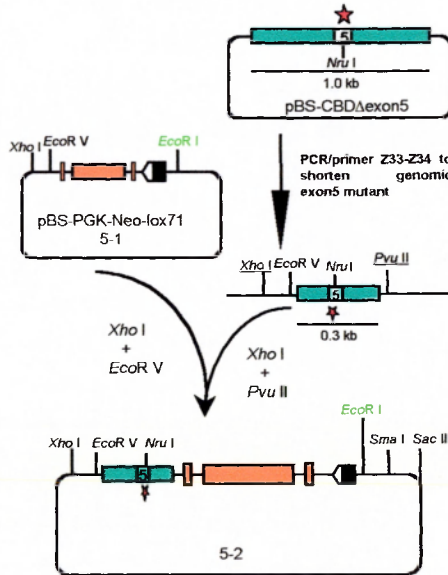 5
Nru I
1.0 kb
pBS-CBDΔexon5
Xho I
EcoR V
EcoR I
pBS-PGK-Neo-lox71
5-1
PCR/primer Z33-Z34 to
shorten genomic
exon5 mutant
Xho I
EcoR V
Nru I
Pvu II
5
0.3 kb
Xho I
+
EcoR V
Xho I
+
Pvu II
EcoR I
Xho I
EcoR V
Nru I
Sma I
Sac II
5
5-2